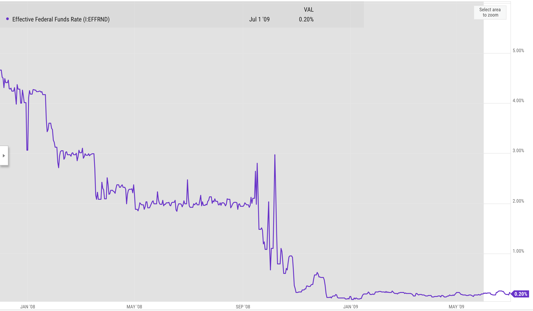 VAL
Effective Federal Funds Rate (I:EFFRND) Jul 1 '09 0.20%
Select area
to zoom
5.00%
4.00%
3.00%
2.00%
1.00%
0.20%
JAN '08 MAY '08 SEP '08 JAN '09 MAY '09